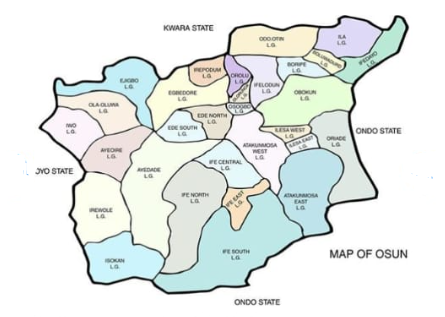 KWARA STATE
ODO.OTIN
L.G.
ILA
L.G.
IFEDAYO
L.G.
BOLUWADURO
L.G.
BORIPE
L.G.
IREPODUM
L.G.
OROLU
L.G.
IFELODUN
L.G.
EJIGBO
L.G.
EGBEDORE
L.G.
OBOKUN
L.G.
OLA-OLUWA
L.G.
OSOGBO
L.G.
IWO
L.G.
EDE NORTH
L.G.
EDE SOUTH
L.G.
ILESA WEST
L.G.
ILESA EAST
L.G.
ORIADE
L.G.
ONDO STATE
AYEDIRE
L.G.
ATAKUMOSA
WEST
L.G.
IFE CENTRAL
L.G.
JYO STATE
AYEDADE
L.G.
IFE NORTH
L.G.
IFE EAST
L.G.
ATAKUMOSA
EAST
L.G.
IREWOLE
L.G.
IFE SOUTH
L.G.
ISOKAN
L.G.
MAP OF OSUN
ONDO STATE